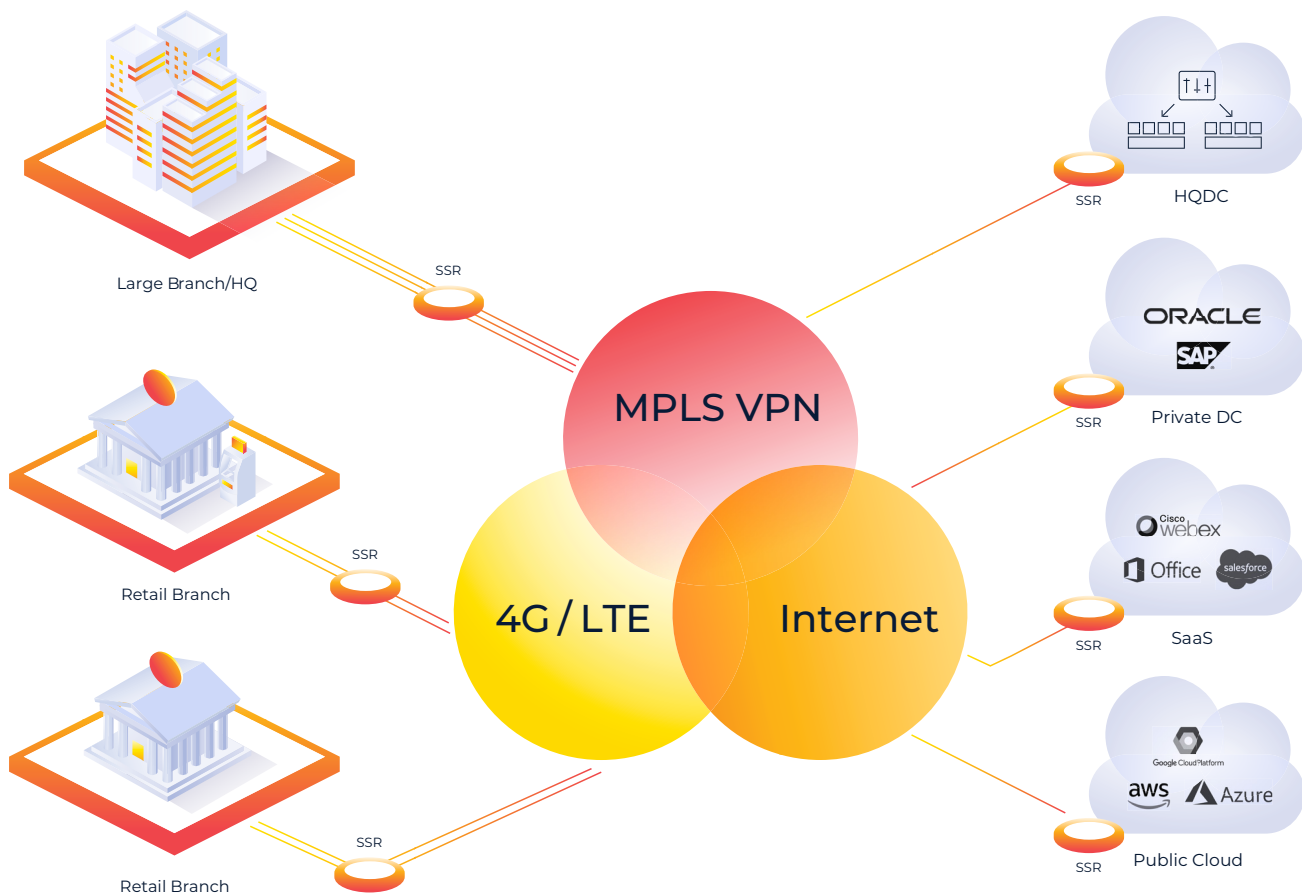 Large Branch/HQ
SSR
Retail Branch
SSR
Retail Branch
SSR
MPLS VPN
4G / LTE
Internet
SSR
HQDC
ORACLE
SAP
SSR
Private DC
Cisco
webex
Office
salesforce
SSR
SaaS
Google Cloud Platform
aws
Azure
SSR
Public Cloud